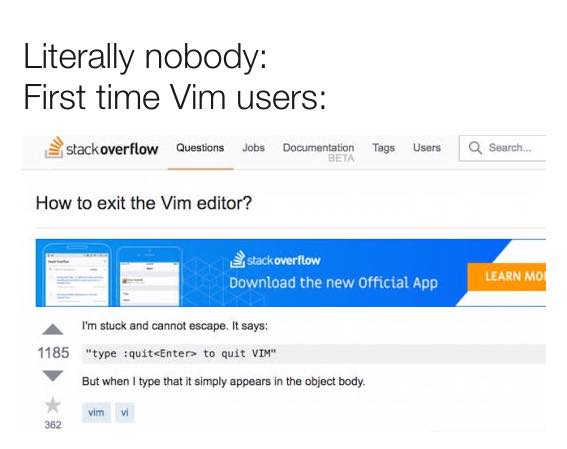 Literally nobody:
First time Vim users:
stackoverflow Questions Jobs Documentation Tags Users Search...
BETA
How to exit the Vim editor?
stackoverflow
Download the new Official App
LEARN MO
I'm stuck and cannot escape. It says:
1185
"type :quit<Enter> to quit VIM"
But when I type that it simply appears in the object body.
vim vi
362